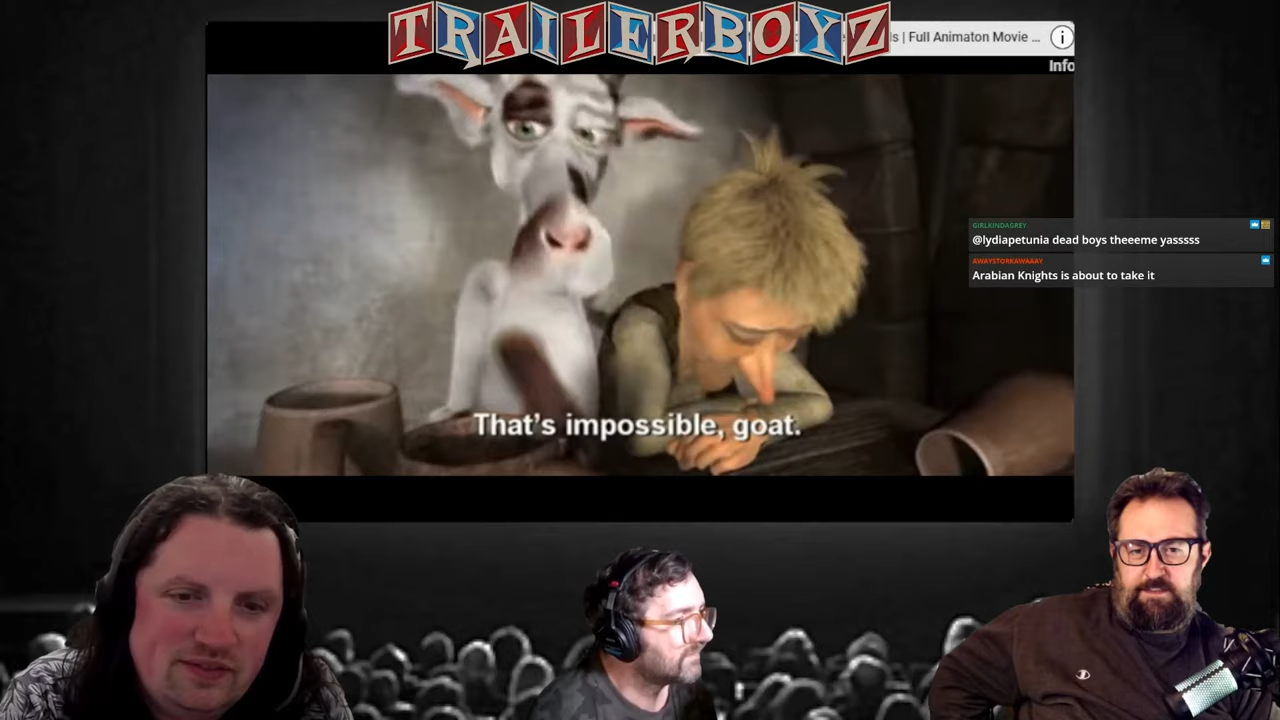 TRAILERBOYZ
s | Full Animaton Movie ...
Info
GIRLKINDAGREY
@lydiapetunia dead boys theeeme yasssss
AWAYSTORKAWAAAY
Arabian Knights is about to take it
That's impossible, goat.